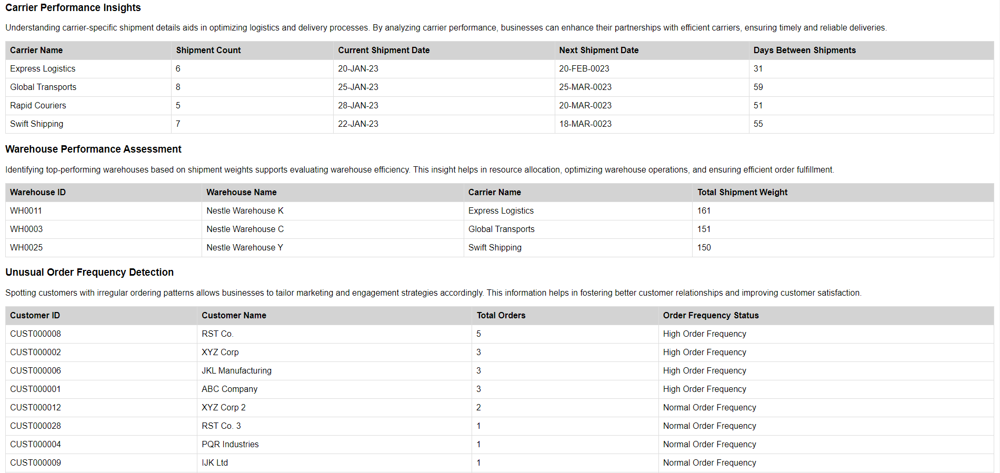 Carrier Performance Insights
Understanding carrier-specific shipment details aids in optimizing logistics and delivery processes. By analyzing carrier performance, businesses can enhance their partnerships with efficient carriers, ensuring timely and reliable deliveries.
Carrier Name Shipment Count Current Shipment Date Next Shipment Date Days Between Shipments
Express Logistics 6 20-JAN-23 20-FEB-0023 31
Global Transports 8 25-JAN-23 25-MAR-0023 59
Rapid Couriers 5 28-JAN-23 20-MAR-0023 51
Swift Shipping 7 22-JAN-23 18-MAR-0023 55
Warehouse Performance Assessment
Identifying top-performing warehouses based on shipment weights supports evaluating warehouse efficiency. This insight helps in resource allocation, optimizing warehouse operations, and ensuring efficient order fulfillment.
Warehouse ID Warehouse Name Carrier Name Total Shipment Weight
WH0011 Nestle Warehouse K Express Logistics 161
WH0003 Nestle Warehouse C Global Transports 151
WH0025 Nestle Warehouse Y Swift Shipping 150
Unusual Order Frequency Detection
Spotting customers with irregular ordering patterns allows businesses to tailor marketing and engagement strategies accordingly. This information helps in fostering better customer relationships and improving customer satisfaction.
Customer ID Customer Name Total Orders Order Frequency Status
CUST000008 RST Co. 5 High Order Frequency
CUST000002 XYZ Corp 3 High Order Frequency
CUST000006 JKL Manufacturing 3 High Order Frequency
CUST000001 ABC Company 3 High Order Frequency
CUST000012 XYZ Corp 2 2 Normal Order Frequency
CUST000028 RST Co. 3 1 Normal Order Frequency
CUST000004 PQR Industries 1 Normal Order Frequency
CUST000009 IJK Ltd 1 Normal Order Frequency